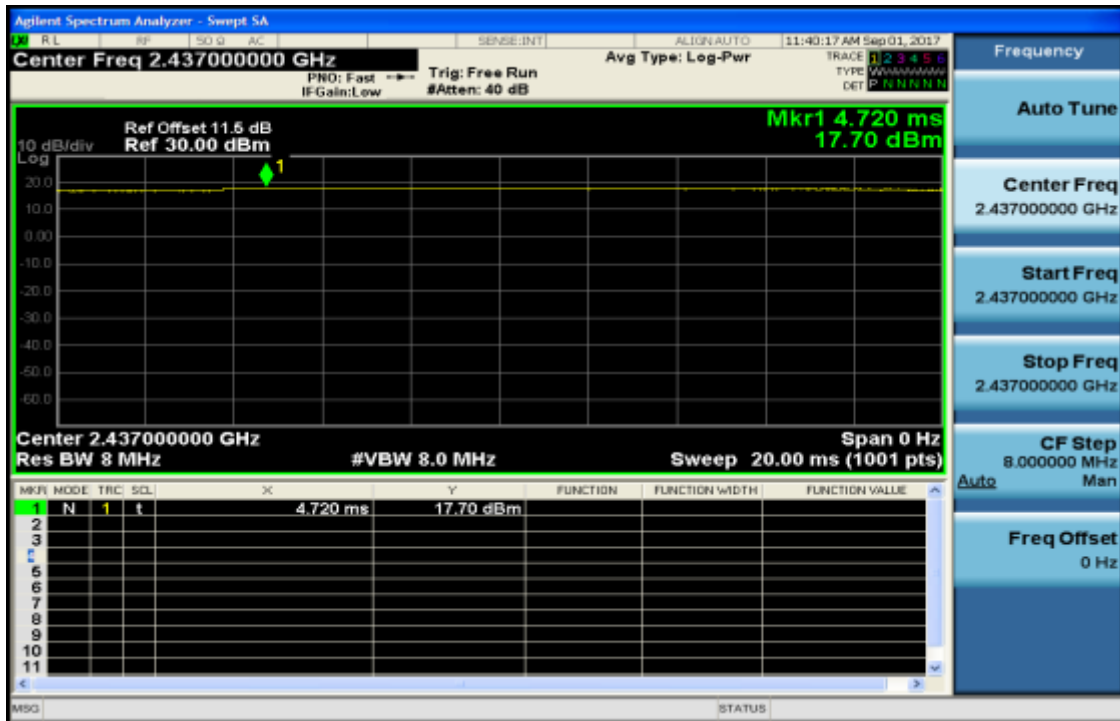 Agilent Spectrum Analyzer - Swept SA
RL RF 50 Ω AC SENSE:INT ALIGN AUTO 11:40:17 AM Sep 01, 2017
Center Freq 2.437000000 GHz
PNO: Fast
IFGain:Low
Trig: Free Run
#Atten: 40 dB
Avg Type: Log-Pwr
TRACE 1 2 3 4 5 6
TYPE WWWWWWW
DET P N N N N N
Ref Offset 11.5 dB
10 dB/div Ref 30.00 dBm
Log
Mkr1 4.720 ms
17.70 dBm
1
20.0
10.0
0.00
-10.0
-20.0
-30.0
-40.0
-50.0
-60.0
Center 2.437000000 GHz Span 0 Hz
Res BW 8 MHz #VBW 8.0 MHz Sweep 20.00 ms (1001 pts)
MKR MODE TRC SCL X Y FUNCTION FUNCTION WIDTH FUNCTION VALUE
1 N 1 t 4.720 ms 17.70 dBm
2
3
5
6
7
8
9
10
11
MSG STATUS
Frequency
Auto Tune
Center Freq
2.437000000 GHz
Start Freq
2.437000000 GHz
Stop Freq
2.437000000 GHz
CF Step
8.000000 MHz
Auto Man
Freq Offset
0 Hz